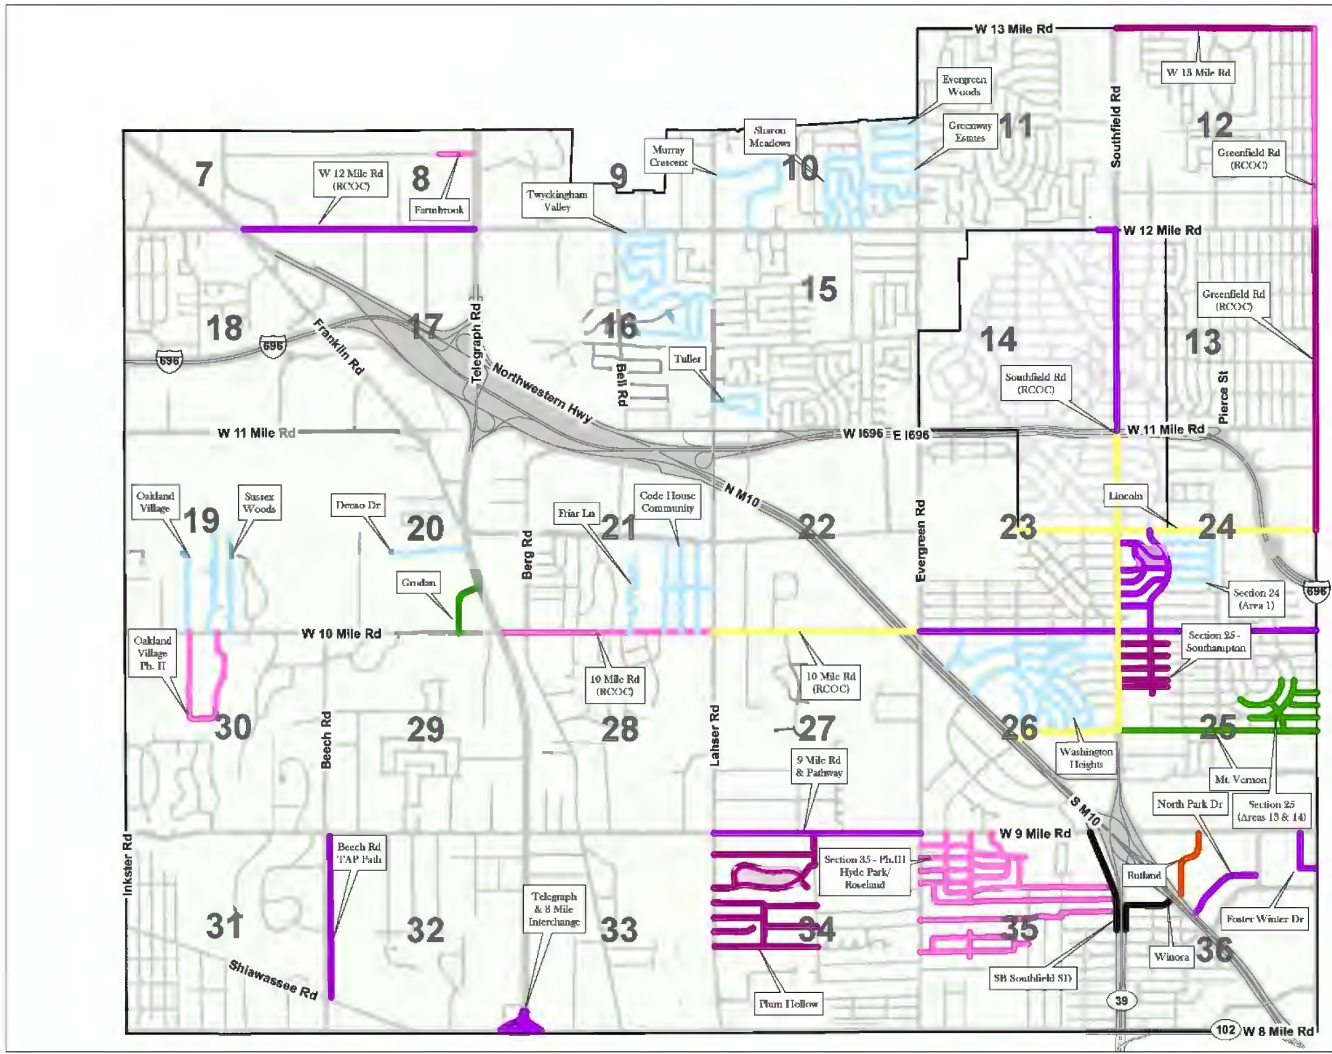 W 13 Mile Rd
W 13 Mile Rd
Southfield Rd
Evergreen
Woods
Greenway
Estates
11
12
Sharon
Meadows
10
Murray
Crescent
Greenfield Rd
(RCOC)
7
W 12 Mile Rd
(RCOC)
8
Farmbrook
9
Twyckingham
Valley
W 12 Mile Rd
15
Greenfield Rd
(RCOC)
18
17
16
14
13
696
696
Franklin Rd
Telegraph Rd
Northwestern Hwy
Bell Rd
Tuller
Southfield Rd
(RCOC)
Pierce St
W 11 Mile Rd
W I696
E I696
W 11 Mile Rd
N M10
Oakland
Village
Sussex
Woods
19
Denso Dr
20
Berg Rd
Friar Ln
21
Code House
Community
22
Evergreen Rd
23
Lincoln
24
Grodan
Section 24
(Area 1)
696
Oakland
Village
Ph. II
W 10 Mile Rd
10 Mile Rd
(RCOC)
10 Mile Rd
(RCOC)
Section 25 -
Southampton
30
Beech Rd
29
28
Lahser Rd
27
26
25
Washington
Heights
9 Mile Rd
& Pathway
Mt. Vernon
S M10
North Park Dr
Section 25
(Areas 13 & 14)
Inkster Rd
Beech Rd
TAP Path
W 9 Mile Rd
Section 35 - Ph.III
Hyde Park/
Roseland
Rutland
Telegraph
& 8 Mile
Interchange
Foster Winter Dr
31
32
33
34
35
36
Winora
Shiawassee Rd
SB Southfield SD
Plum Hollow
39
102
W 8 Mile Rd